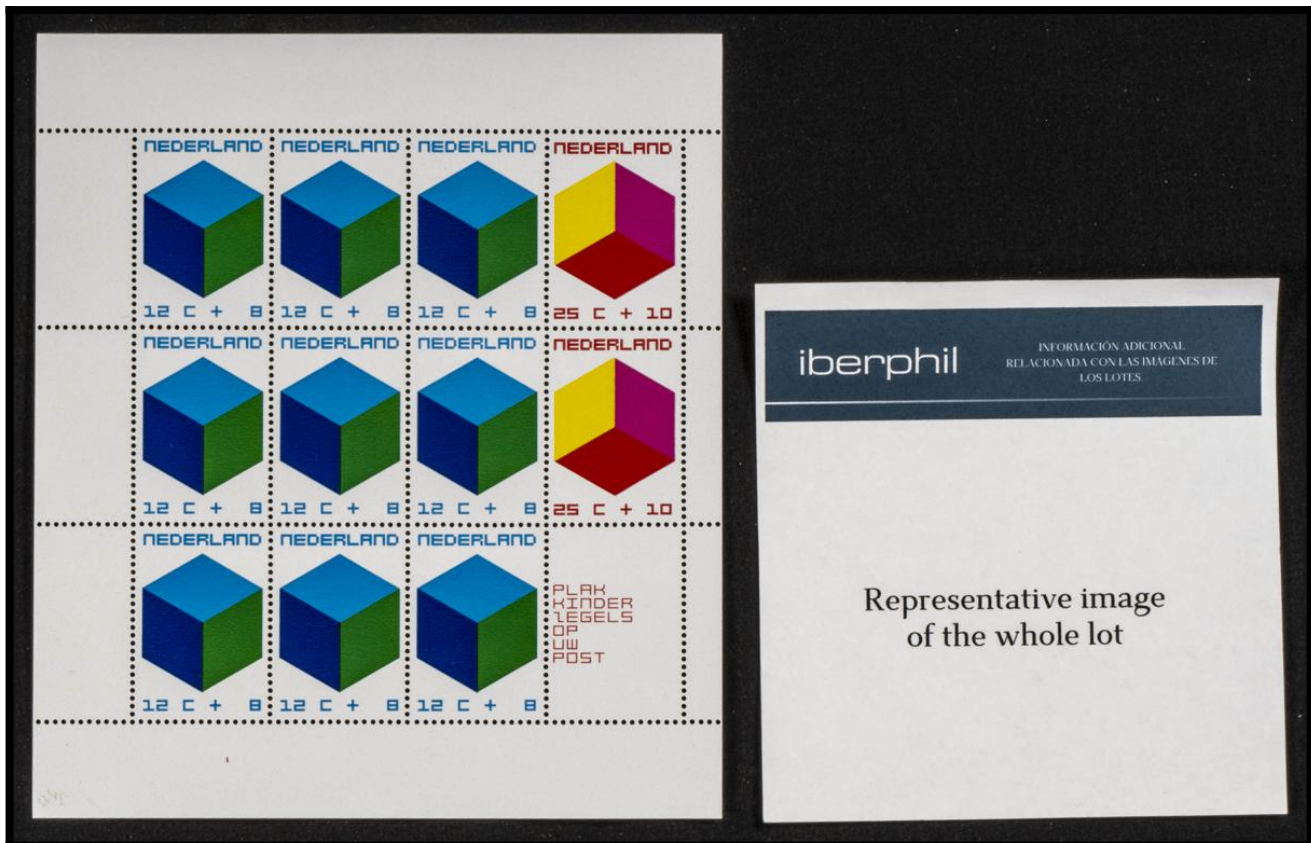 NEDERLAND NEDERLAND NEDERLAND NEDERLAND
12 C + 8 12 C + 8 12 C + 8 25 C + 10
NEDERLAND NEDERLAND NEDERLAND NEDERLAND
12 C + 8 12 C + 8 12 C + 8 25 C + 10
NEDERLAND NEDERLAND NEDERLAND
12 C + 8 12 C + 8 12 C + 8
PLAK
KINDER
ZEGELS
OP
UW
POST
iberphil
INFORMACIÓN ADICIONAL
RELACIONADA CON LAS IMÁGENES DE
LOS LOTES
Representative image
of the whole lot